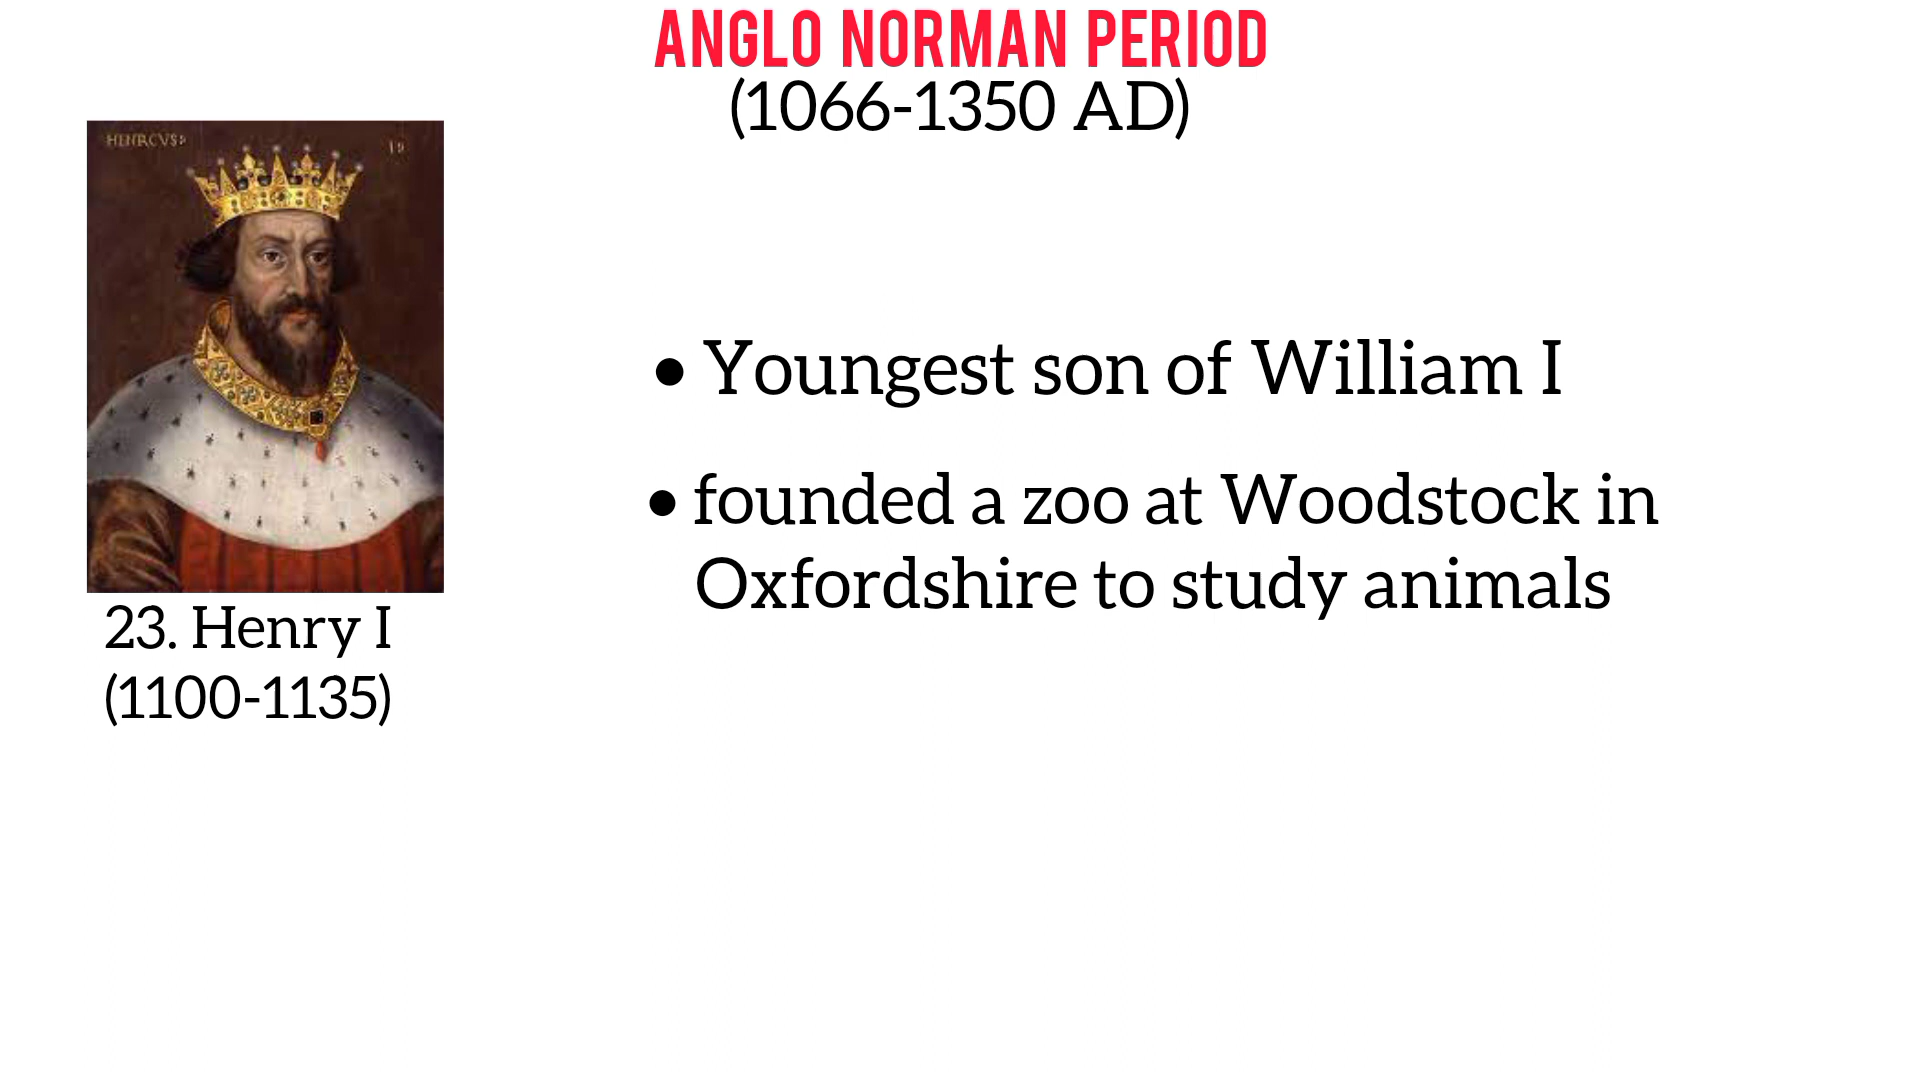 ANGLO NORMAN PERIOD
(1066-1350 AD)
HENRCVS
19
23. Henry I
(1100-1135)
• Youngest son of William I
• founded a zoo at Woodstock in
Oxfordshire to study animals